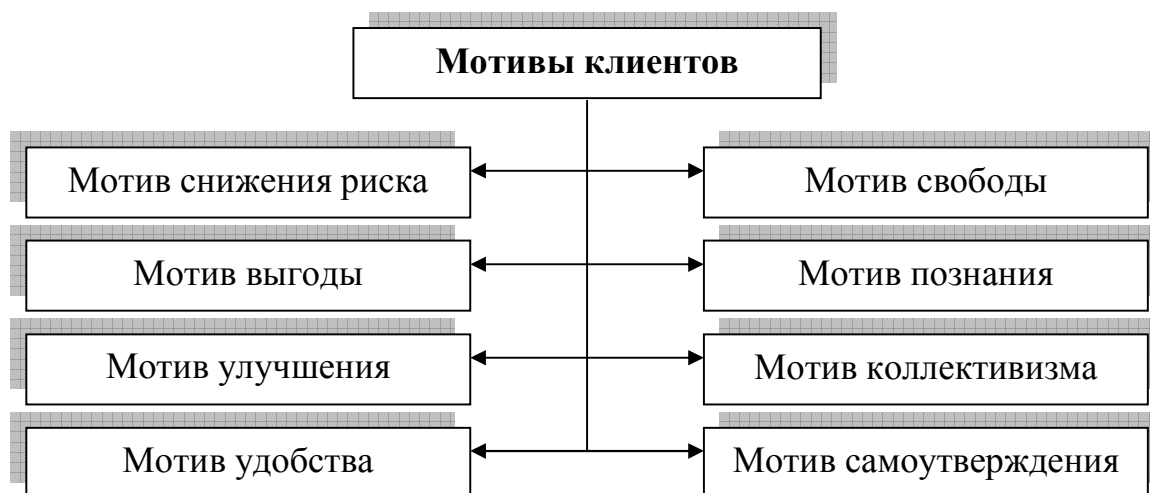 Мотивы клиентов
Мотив снижения риска
Мотив свободы
Мотив выгоды
Мотив познания
Мотив улучшения
Мотив коллективизма
Мотив удобства
Мотив самоутверждения